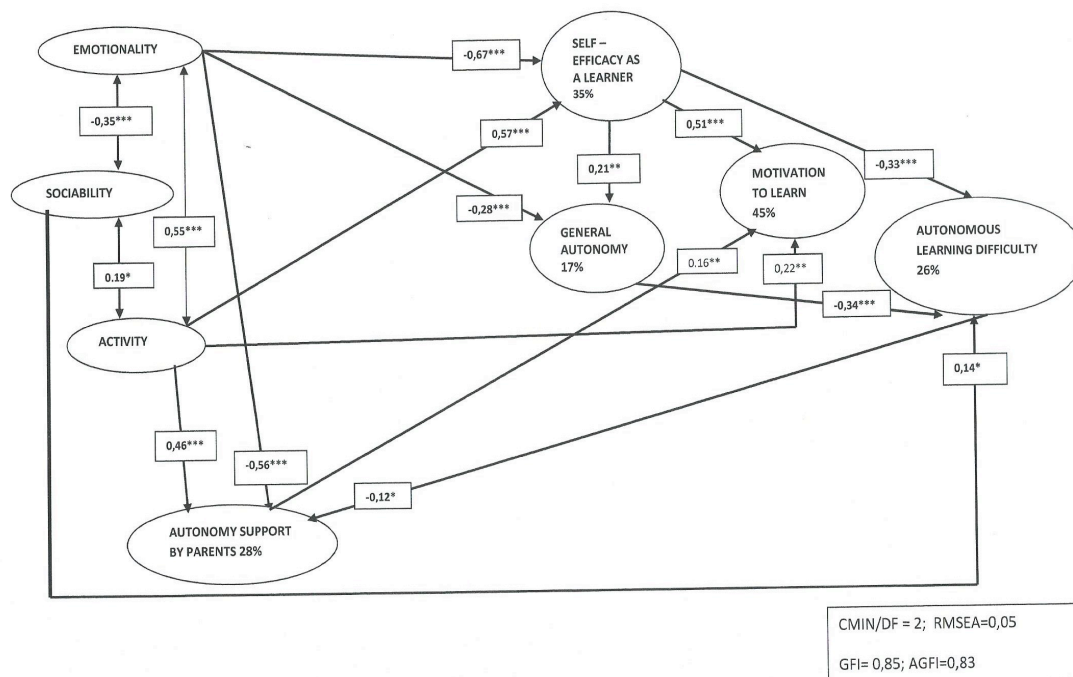 EMOTIONALITY
-0,67***
SELF –
EFFICACY AS
A LEARNER
35%
-0,35***
0,57***
0,51***
0,21**
-0,33***
SOCIABILITY
MOTIVATION
TO LEARN
45%
-0,28***
0,55***
GENERAL
AUTONOMY
17%
AUTONOMOUS
LEARNING DIFFICULTY
26%
0.16**
0,22**
0.19*
-0,34***
ACTIVITY
0,14*
0,46***
-0,56***
-0,12*
AUTONOMY SUPPORT
BY PARENTS 28%
CMIN/DF = 2; RMSEA=0,05
GFI= 0,85; AGFI=0,83